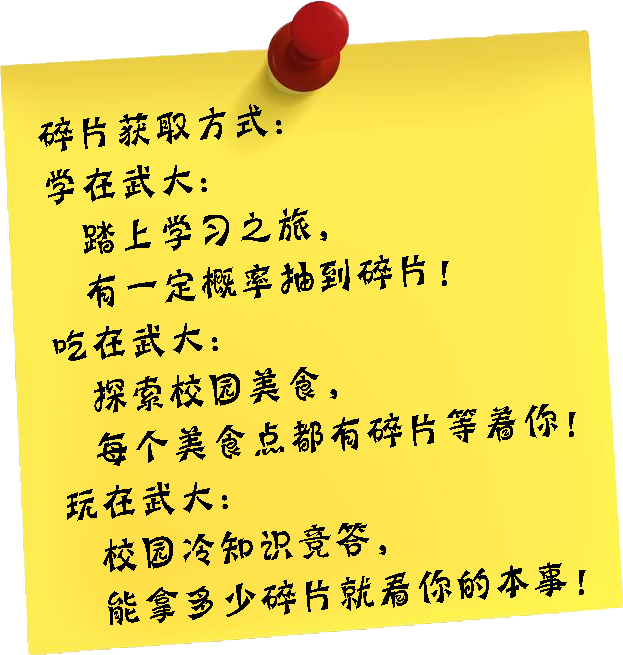 碎片获取方式：
学在武大：
踏上学习之旅，
有一定概率抽到碎片！
吃在武大：
探索校园美食，
每个美食点都有碎片等着你！
玩在武大：
校园冷知识竞答，
能拿多少碎片就看你的本事！